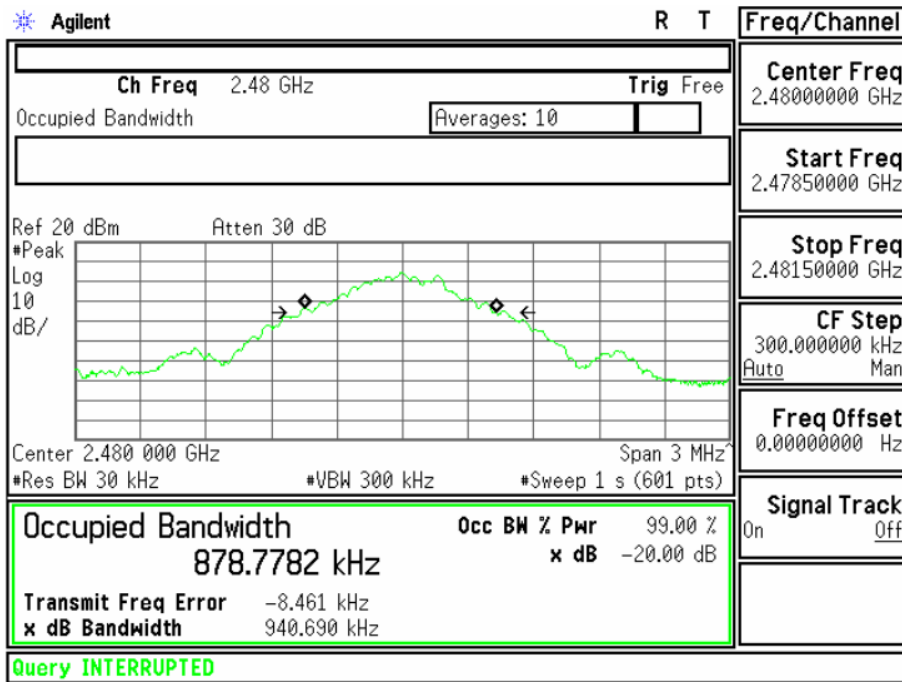 Agilent R T
Ch Freq 2.48 GHz Trig Free
Occupied Bandwidth Averages: 10
Ref 20 dBm Atten 30 dB
#Peak
Log
10
dB/
Center 2.480 000 GHz Span 3 MHz^
#Res BW 30 kHz #VBW 300 kHz #Sweep 1 s (601 pts)
Occupied Bandwidth Occ BW % Pwr 99.00 %
878.7782 kHz x dB -20.00 dB
Transmit Freq Error -8.461 kHz
x dB Bandwidth 940.690 kHz
Query INTERRUPTED
Freq/Channel
Center Freq
2.48000000 GHz
Start Freq
2.47850000 GHz
Stop Freq
2.48150000 GHz
CF Step
300.000000 kHz
Auto Man
Freq Offset
0.00000000 Hz
Signal Track
On Off